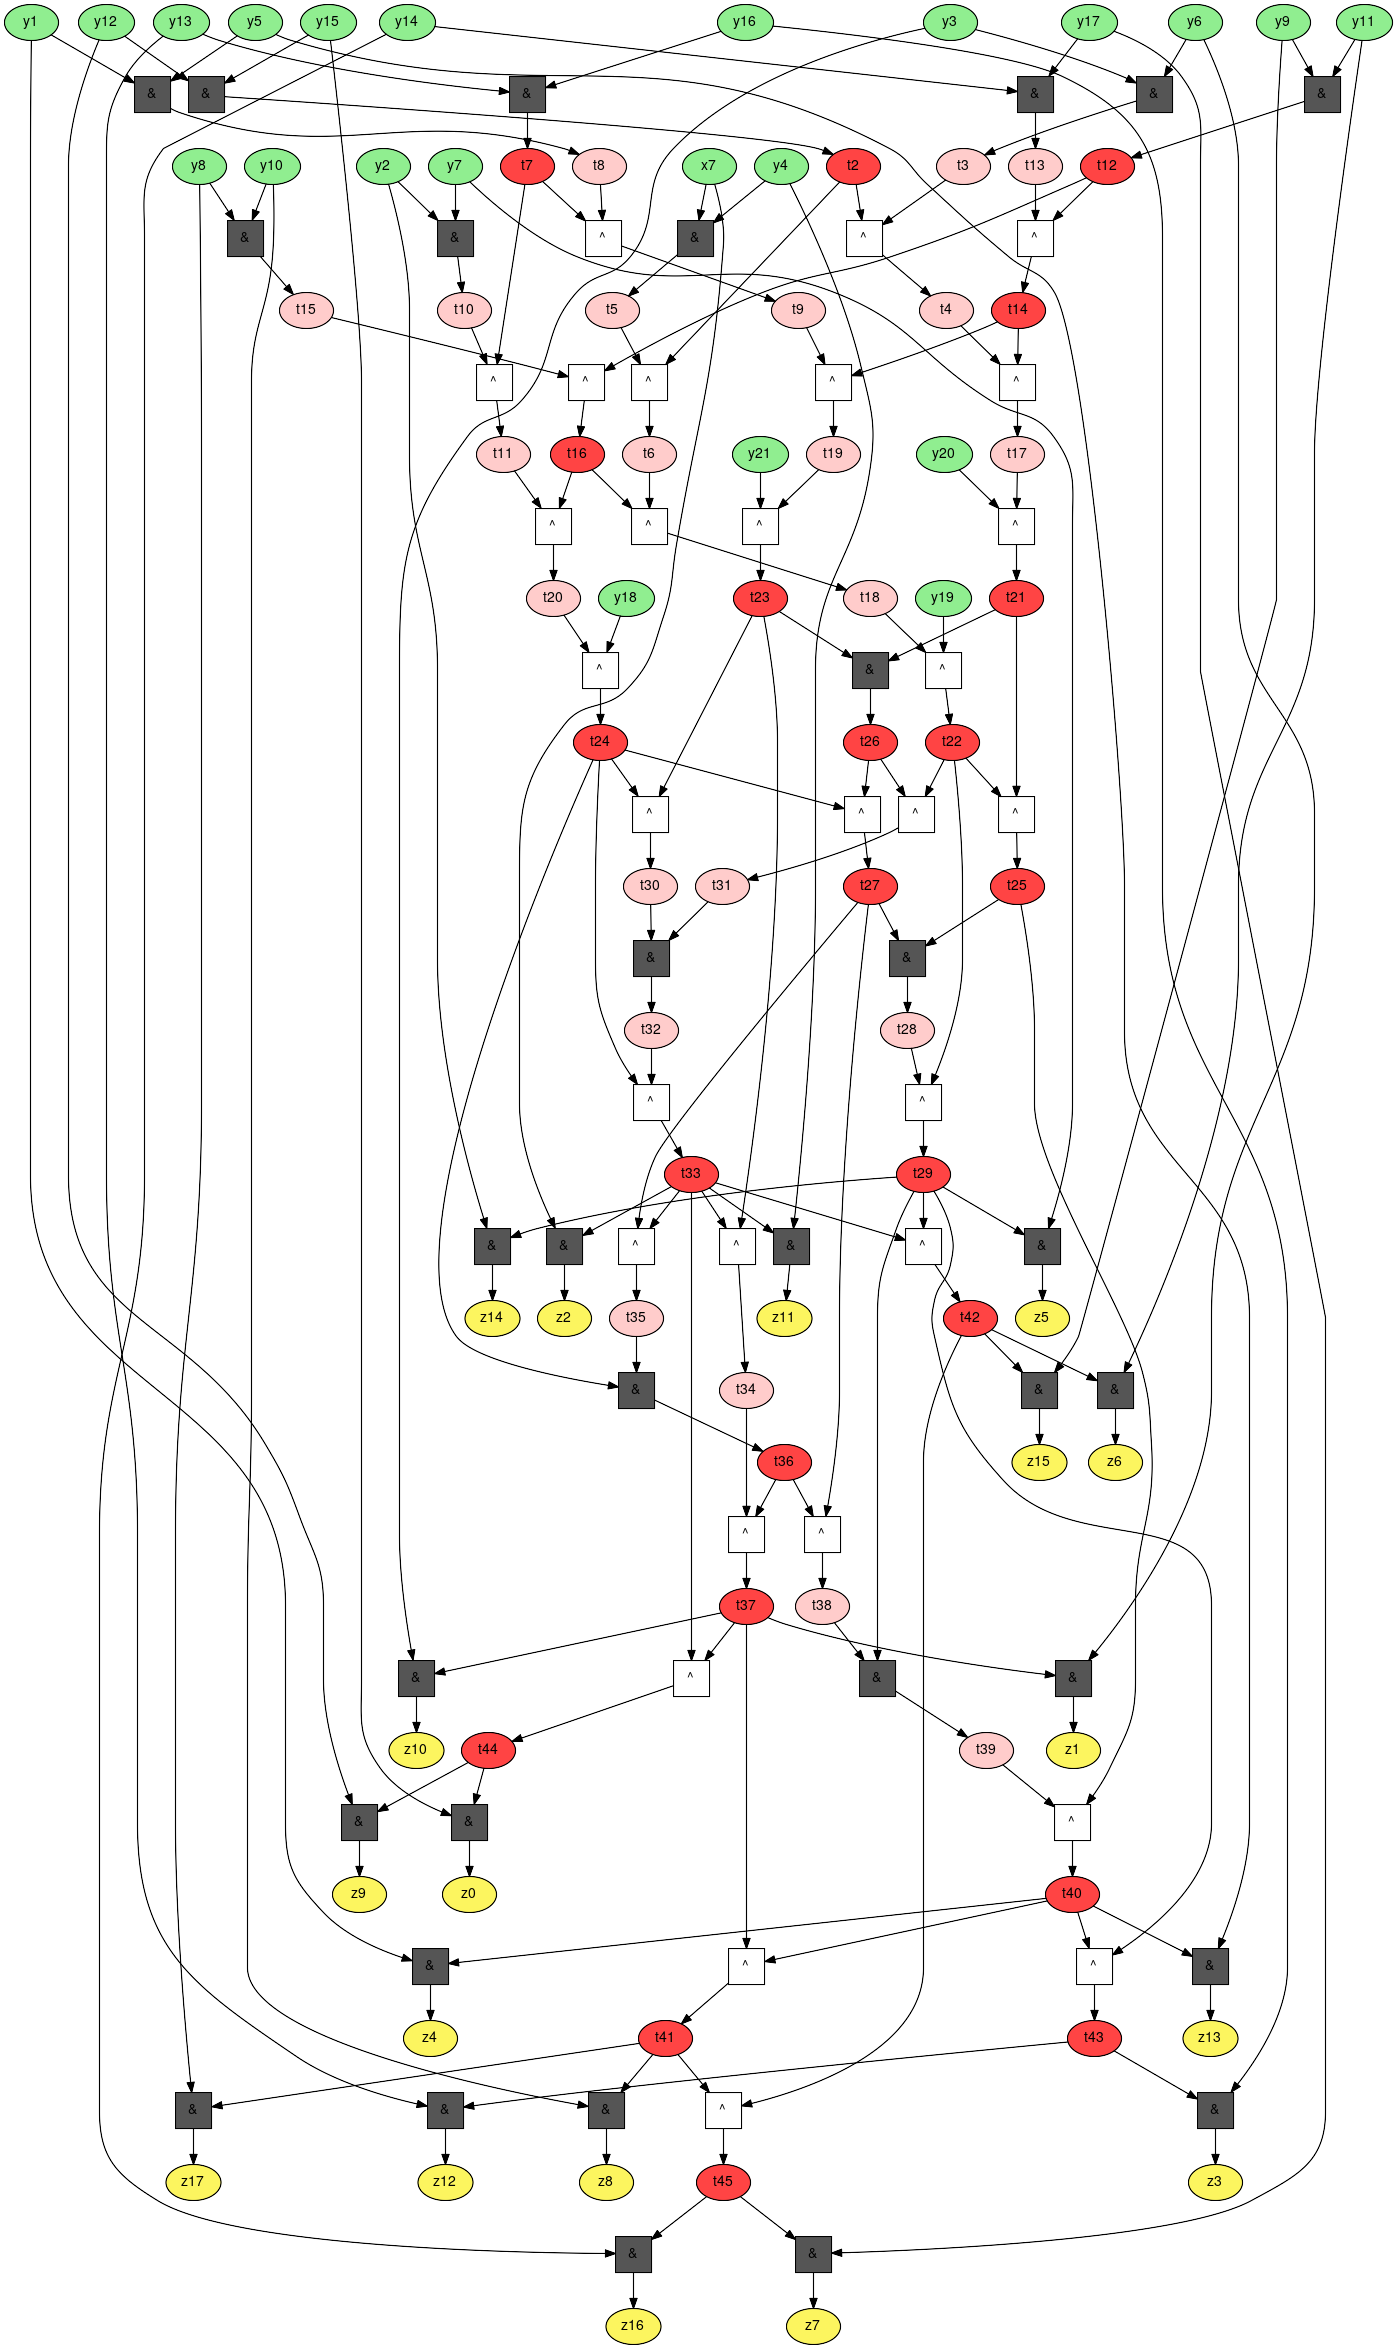 y1 y12 y13 y5 y15 y14 y16 y3 y17 y6 y9 y11
& & & & & &
y8 y10 y2 y7 t7 t8 x7 y4 t2 t3 t13 t12
& & ^ & ^ ^
t15 t10 t5 t9 t4 t14
^ ^ ^ ^ ^
t11 t16 t6 y21 t19 y20 t17
^ ^ ^ ^
t20 y18 t23 t18 y19 t21
^ & ^
t24 t26 t22
^ ^ ^ ^
t30 t31 t27 t25
& &
t32 t28
^ ^
t33 t29
& & ^ ^ & ^ &
z14 z2 t35 z11 t42 z5
& t34 & &
t36 z15 z6
^ ^
t37 t38
& ^ & &
z10 t44 t39 z1
& & ^
z9 z0 t40
& ^ ^ &
z4 t41 t43 z13
& & & ^ &
z17 z12 z8 t45 z3
& &
z16 z7